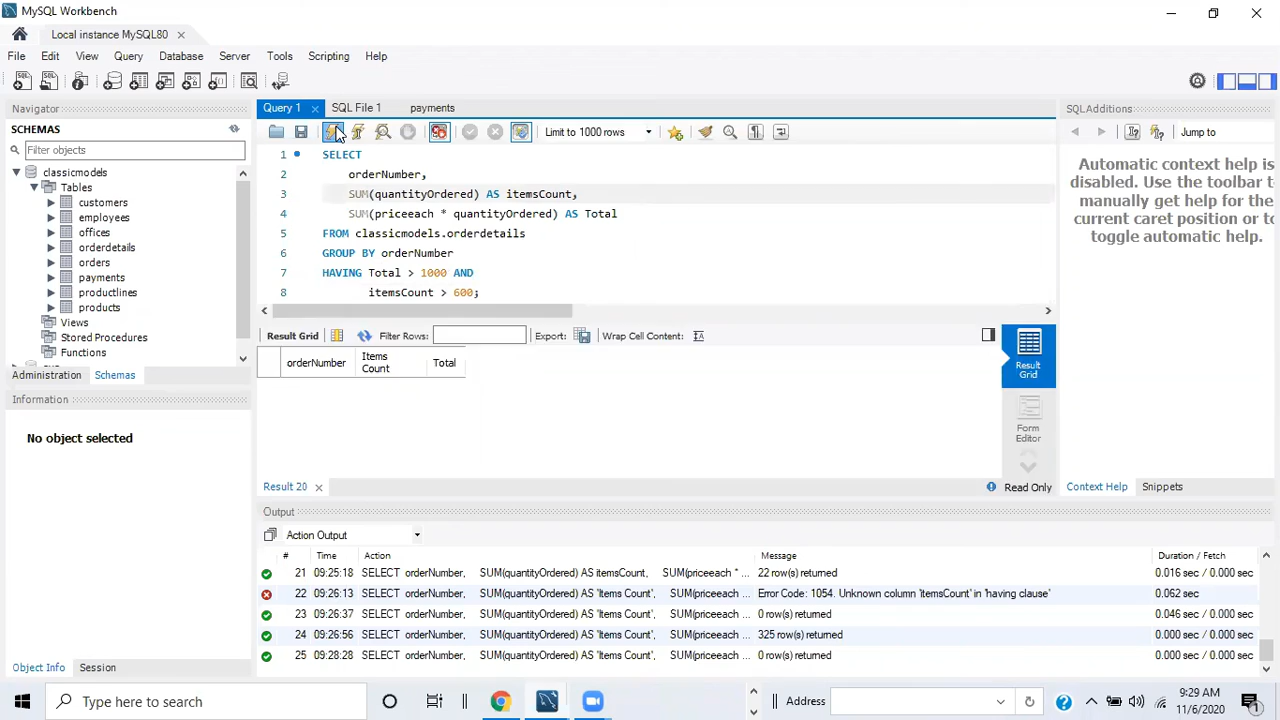 MySQL Workbench
Local instance MySQL80
File Edit View Query Database Server Tools Scripting Help
Navigator
SCHEMAS
Filter objects
classicmodels
Tables
customers
employees
offices
orderdetails
orders
payments
productlines
products
Views
Stored Procedures
Functions
Administration Schemas
Information
No object selected
Object Info Session
Query 1 SQL File 1 payments
Limit to 1000 rows
1 SELECT
2 orderNumber,
3 SUM(quantityOrdered) AS itemsCount,
4 SUM(priceeach * quantityOrdered) AS Total
5 FROM classicmodels.orderdetails
6 GROUP BY orderNumber
7 HAVING Total > 1000 AND
8 itemsCount > 600;
Result Grid Filter Rows: Export: Wrap Cell Content:
orderNumber Items Count Total
Result Grid
Form Editor
Result 20 Read Only
SQLAdditions
Jump to
Automatic context help is
disabled. Use the toolbar t
manually get help for the
current caret position or to
toggle automatic help.
Context Help Snippets
Output
Action Output
# Time Action Message Duration / Fetch
21 09:25:18 SELECT orderNumber, SUM(quantityOrdered) AS itemsCount, SUM(priceeach * ... 22 row(s) returned 0.016 sec / 0.000 sec
22 09:26:13 SELECT orderNumber, SUM(quantityOrdered) AS 'Items Count', SUM(priceeach ... Error Code: 1054. Unknown column 'itemsCount' in 'having clause' 0.062 sec
23 09:26:37 SELECT orderNumber, SUM(quantityOrdered) AS 'Items Count', SUM(priceeach ... 0 row(s) returned 0.046 sec / 0.000 sec
24 09:26:56 SELECT orderNumber, SUM(quantityOrdered) AS 'Items Count', SUM(priceeach ... 325 row(s) returned 0.000 sec / 0.000 sec
25 09:28:28 SELECT orderNumber, SUM(quantityOrdered) AS 'Items Count', SUM(priceeach ... 0 row(s) returned 0.000 sec / 0.000 sec
Type here to search
Address
9:29 AM
11/6/2020